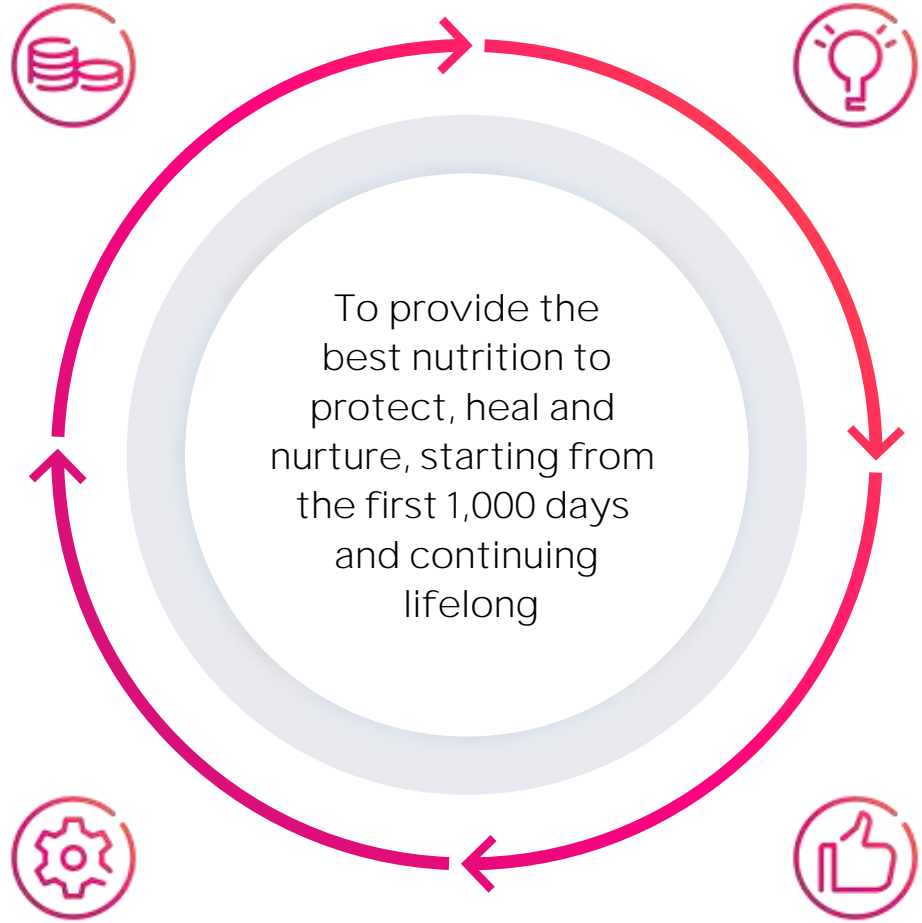 To provide the
best nutrition to
protect, heal and
nurture, starting from
the first 1,000 days
and continuing
lifelong